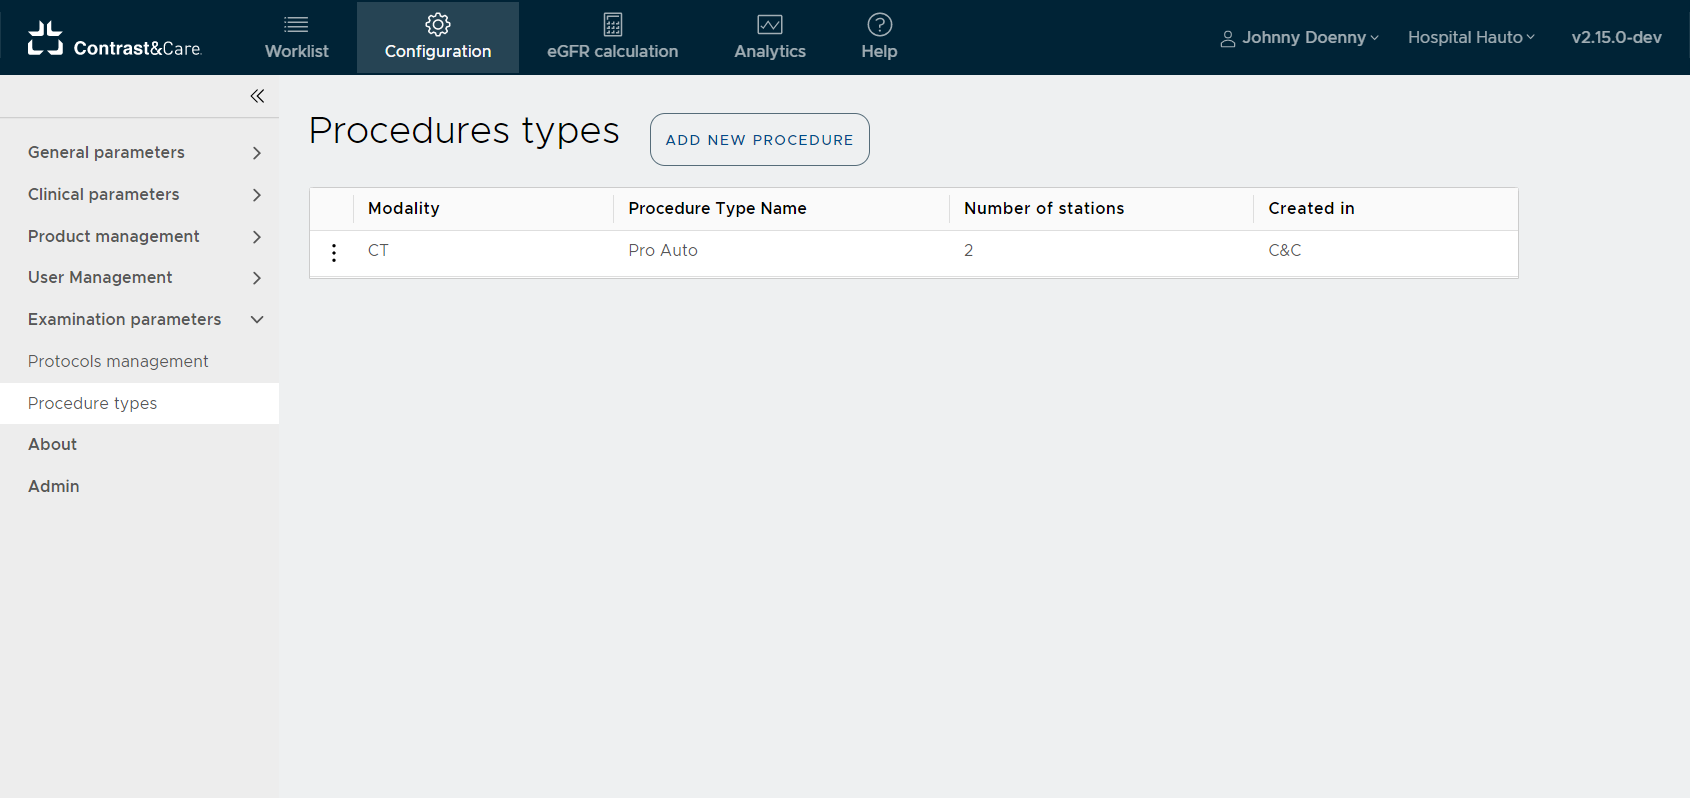 Contrast&Care.
Worklist
Configuration
eGFR calculation
Analytics
Help
Johnny Doenny
Hospital Hauto
v2.15.0-dev
General parameters
Clinical parameters
Product management
User Management
Examination parameters
Protocols management
Procedure types
About
Admin
Procedures types
ADD NEW PROCEDURE
Modality Procedure Type Name Number of stations Created in
CT Pro Auto 2 C&C